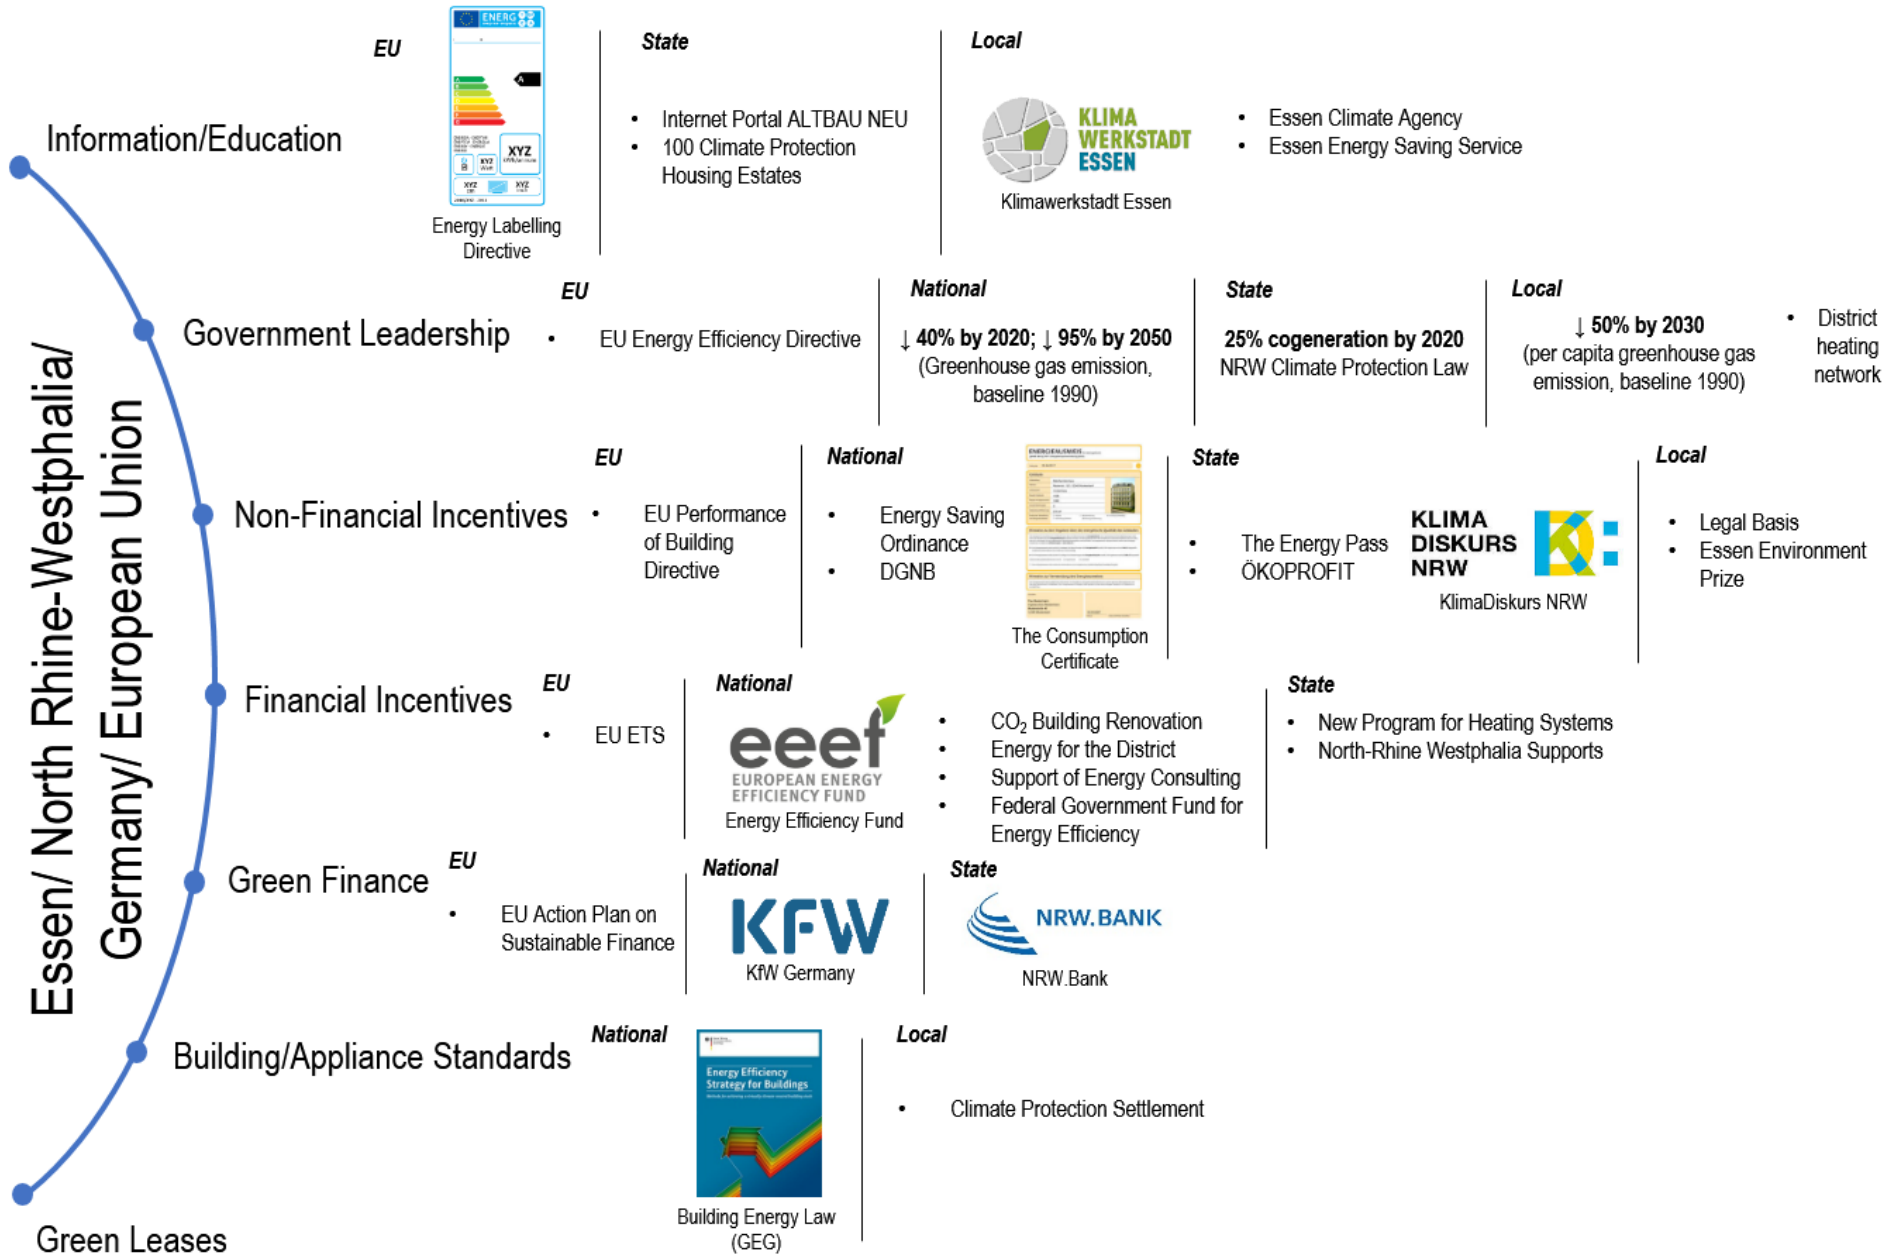 Essen/ North Rhine-Westphalia/
Germany/ European Union
Information/Education
EU
ENERG
A
XYZ
XYZ
XYZ
XYZ
Energy Labelling
Directive
State
• Internet Portal ALTBAU NEU
• 100 Climate Protection
Housing Estates
Local
KLIMA
WERKSTADT
ESSEN
Klimawerkstadt Essen
• Essen Climate Agency
• Essen Energy Saving Service
Government Leadership
EU
• EU Energy Efficiency Directive
National
↓ 40% by 2020; ↓ 95% by 2050
(Greenhouse gas emission,
baseline 1990)
State
25% cogeneration by 2020
NRW Climate Protection Law
Local
↓ 50% by 2030
(per capita greenhouse gas
emission, baseline 1990)
• District
heating
network
Non-Financial Incentives
EU
• EU Performance
of Building
Directive
National
• Energy Saving
Ordinance
• DGNB
ENERGIEAUSWEIS
The Consumption
Certificate
State
• The Energy Pass
• ÖKOPROFIT
KLIMA
DISKURS
NRW
KlimaDiskurs NRW
Local
• Legal Basis
• Essen Environment
Prize
Financial Incentives
EU
• EU ETS
National
eeef
EUROPEAN ENERGY
EFFICIENCY FUND
Energy Efficiency Fund
• CO₂ Building Renovation
• Energy for the District
• Support of Energy Consulting
• Federal Government Fund for
Energy Efficiency
State
• New Program for Heating Systems
• North-Rhine Westphalia Supports
Green Finance
EU
• EU Action Plan on
Sustainable Finance
National
KFW
KfW Germany
State
NRW.BANK
NRW.Bank
Building/Appliance Standards
National
Energy Efficiency
Strategy for Buildings
Building Energy Law
(GEG)
Local
• Climate Protection Settlement
Green Leases